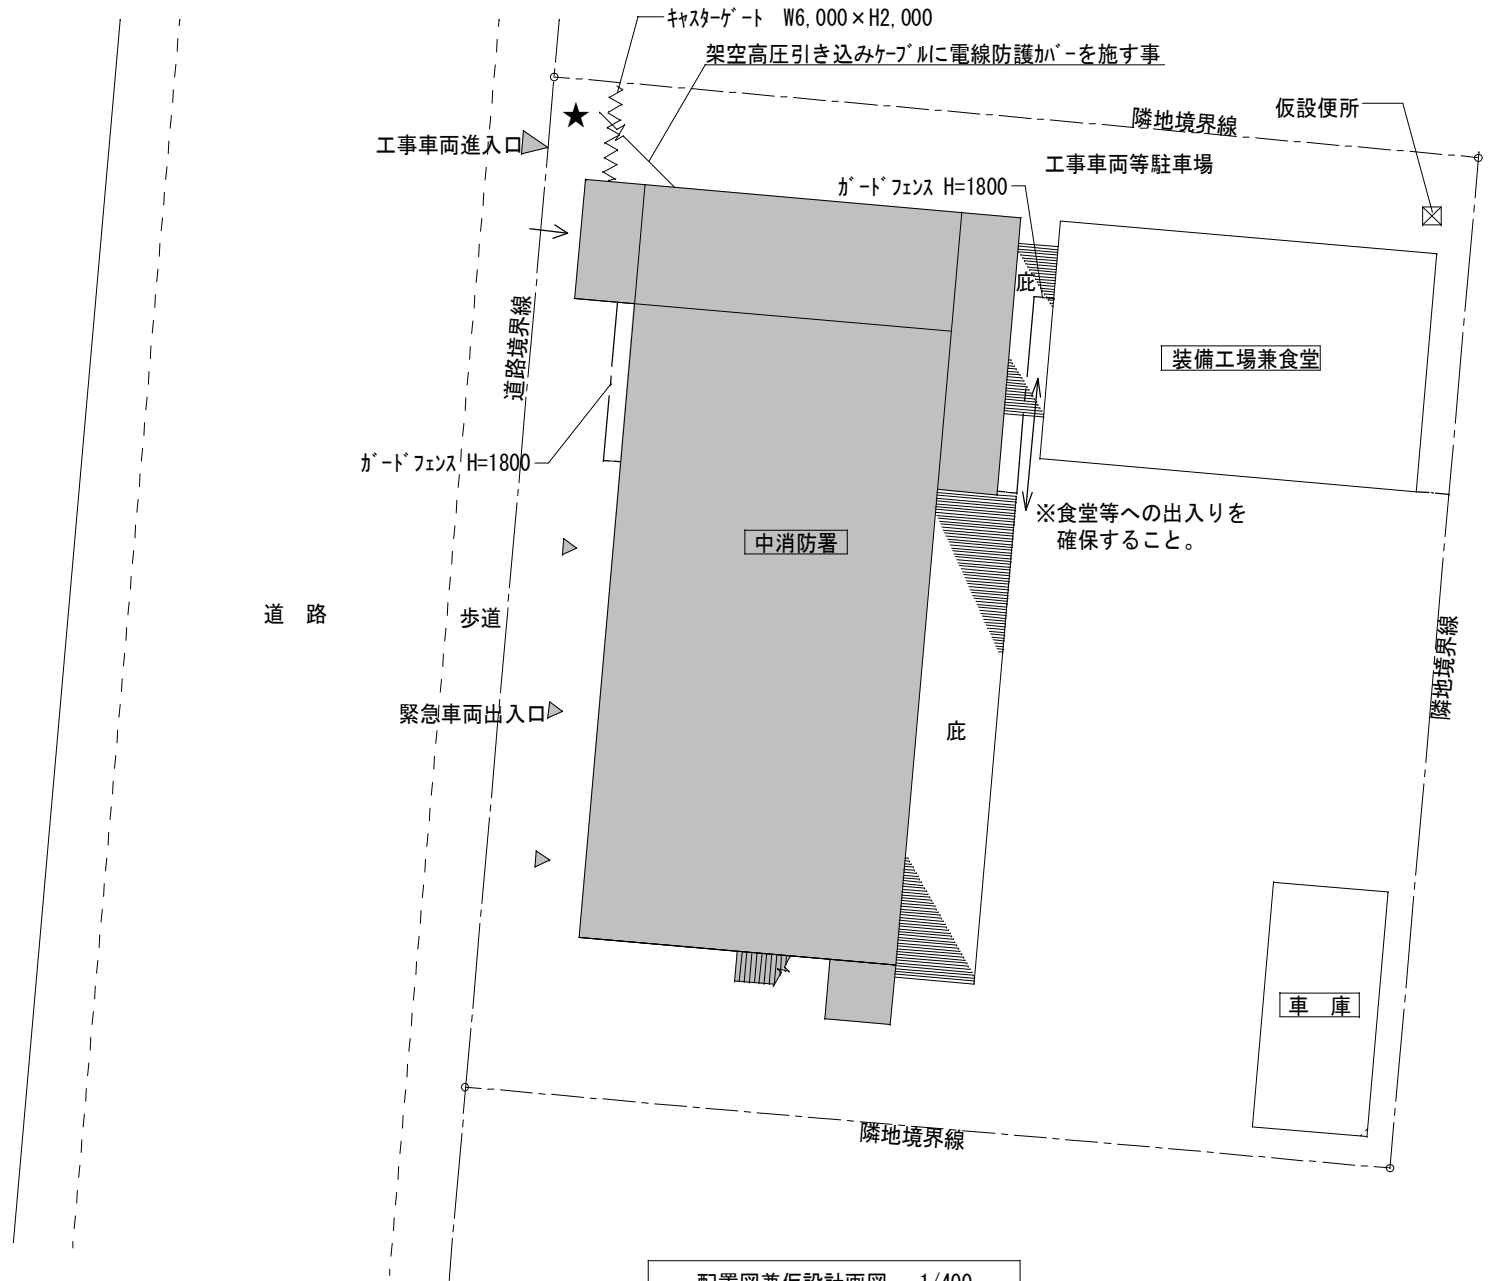 キャスターゲート W6,000×H2,000
架空高圧引き込みケーブルに電線防護カバーを施す事
隣地境界線
仮設便所
★
工事車両進入口
工事車両等駐車場
ガードフェンス H=1800
庇
道路境界線
装備工場兼食堂
ガードフェンス H=1800
※食堂等への出入りを
確保すること。
中消防署
道 路
歩道
隣地境界線
緊急車両出入口
庇
車 庫
隣地境界線
配置図兼仮設計画図 1/400